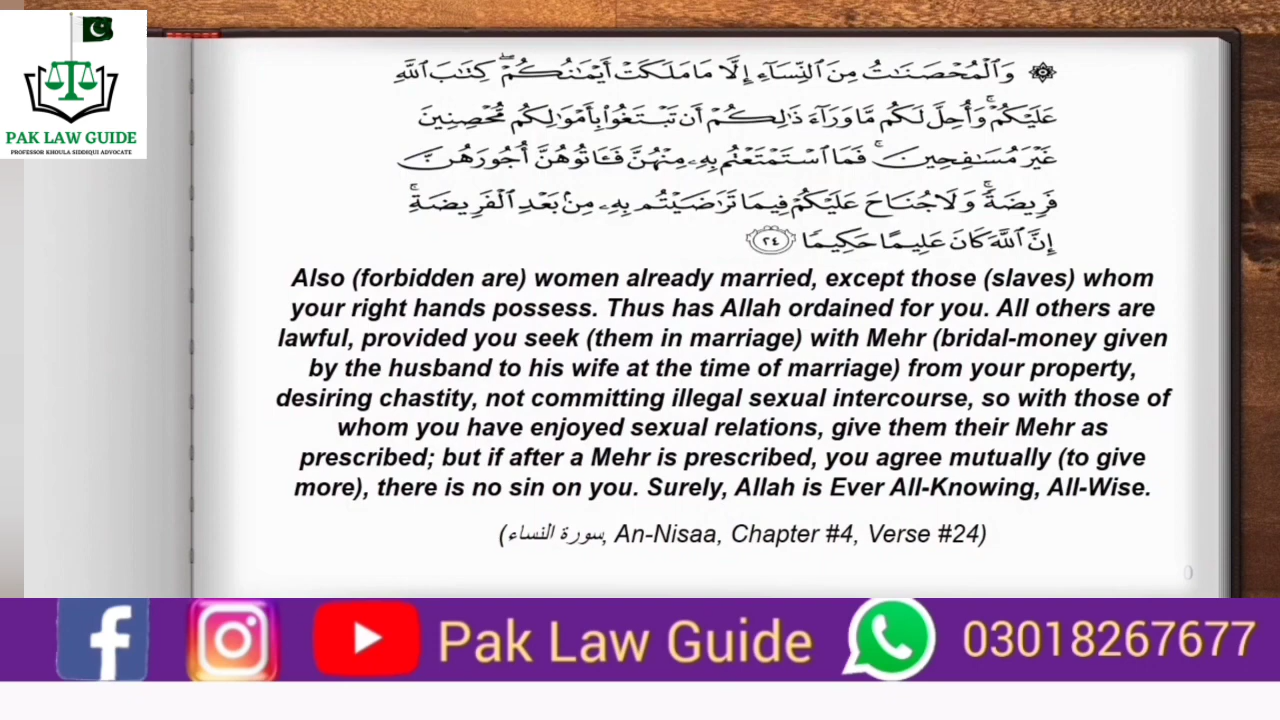 PAK LAW GUIDE
PROFESSOR KHOULA SIDDIQUI ADVOCATE
۞ وَٱلْمُحْصَنَـٰتُ مِنَ ٱلنِّسَآءِ إِلَّا مَا مَلَكَتْ أَيْمَـٰنُكُمْ ۖ كِتَـٰبَ ٱللَّهِ
عَلَيْكُمْ ۚ وَأُحِلَّ لَكُم مَّا وَرَآءَ ذَٰلِكُمْ أَن تَبْتَغُوا۟ بِأَمْوَٰلِكُم مُّحْصِنِينَ
غَيْرَ مُسَـٰفِحِينَ ۚ فَمَا ٱسْتَمْتَعْتُم بِهِۦ مِنْهُنَّ فَـَٔاتُوهُنَّ أُجُورَهُنَّ
فَرِيضَةً ۚ وَلَا جُنَاحَ عَلَيْكُمْ فِيمَا تَرَٰضَيْتُم بِهِۦ مِنۢ بَعْدِ ٱلْفَرِيضَةِ ۚ
إِنَّ ٱللَّهَ كَانَ عَلِيمًا حَكِيمًا ٢٤
Also (forbidden are) women already married, except those (slaves) whom
your right hands possess. Thus has Allah ordained for you. All others are
lawful, provided you seek (them in marriage) with Mehr (bridal-money given
by the husband to his wife at the time of marriage) from your property,
desiring chastity, not committing illegal sexual intercourse, so with those of
whom you have enjoyed sexual relations, give them their Mehr as
prescribed; but if after a Mehr is prescribed, you agree mutually (to give
more), there is no sin on you. Surely, Allah is Ever All-Knowing, All-Wise.
(سورة النساء, An-Nisaa, Chapter #4, Verse #24)
0
Pak Law Guide 03018267677